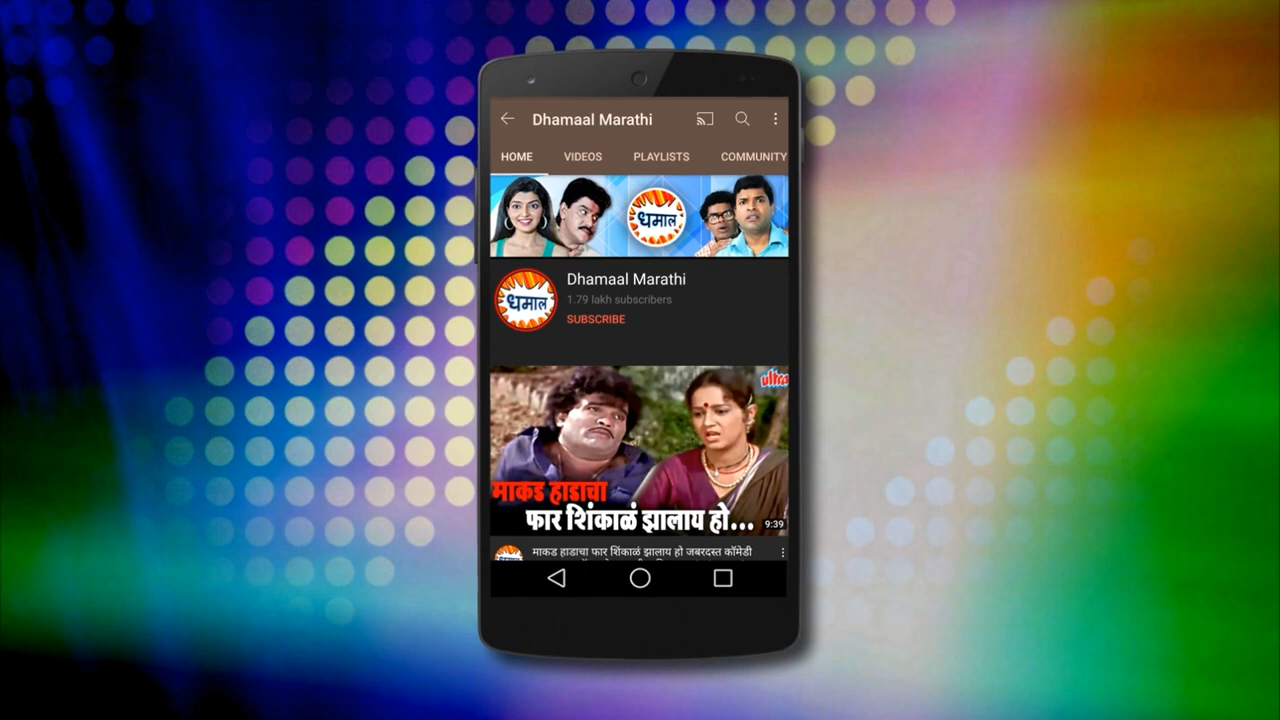 Dhamaal Marathi
HOME VIDEOS PLAYLISTS COMMUNITY
धमाल
धमाल
Dhamaal Marathi
1.79 lakh subscribers
SUBSCRIBE
ultra
माकड हाडाचा
फार शिंकाळं झालाय हो...
9:39
माकड हाडाचा फार शिंकाळं झालाय हो जबरदस्त कॉमेडी